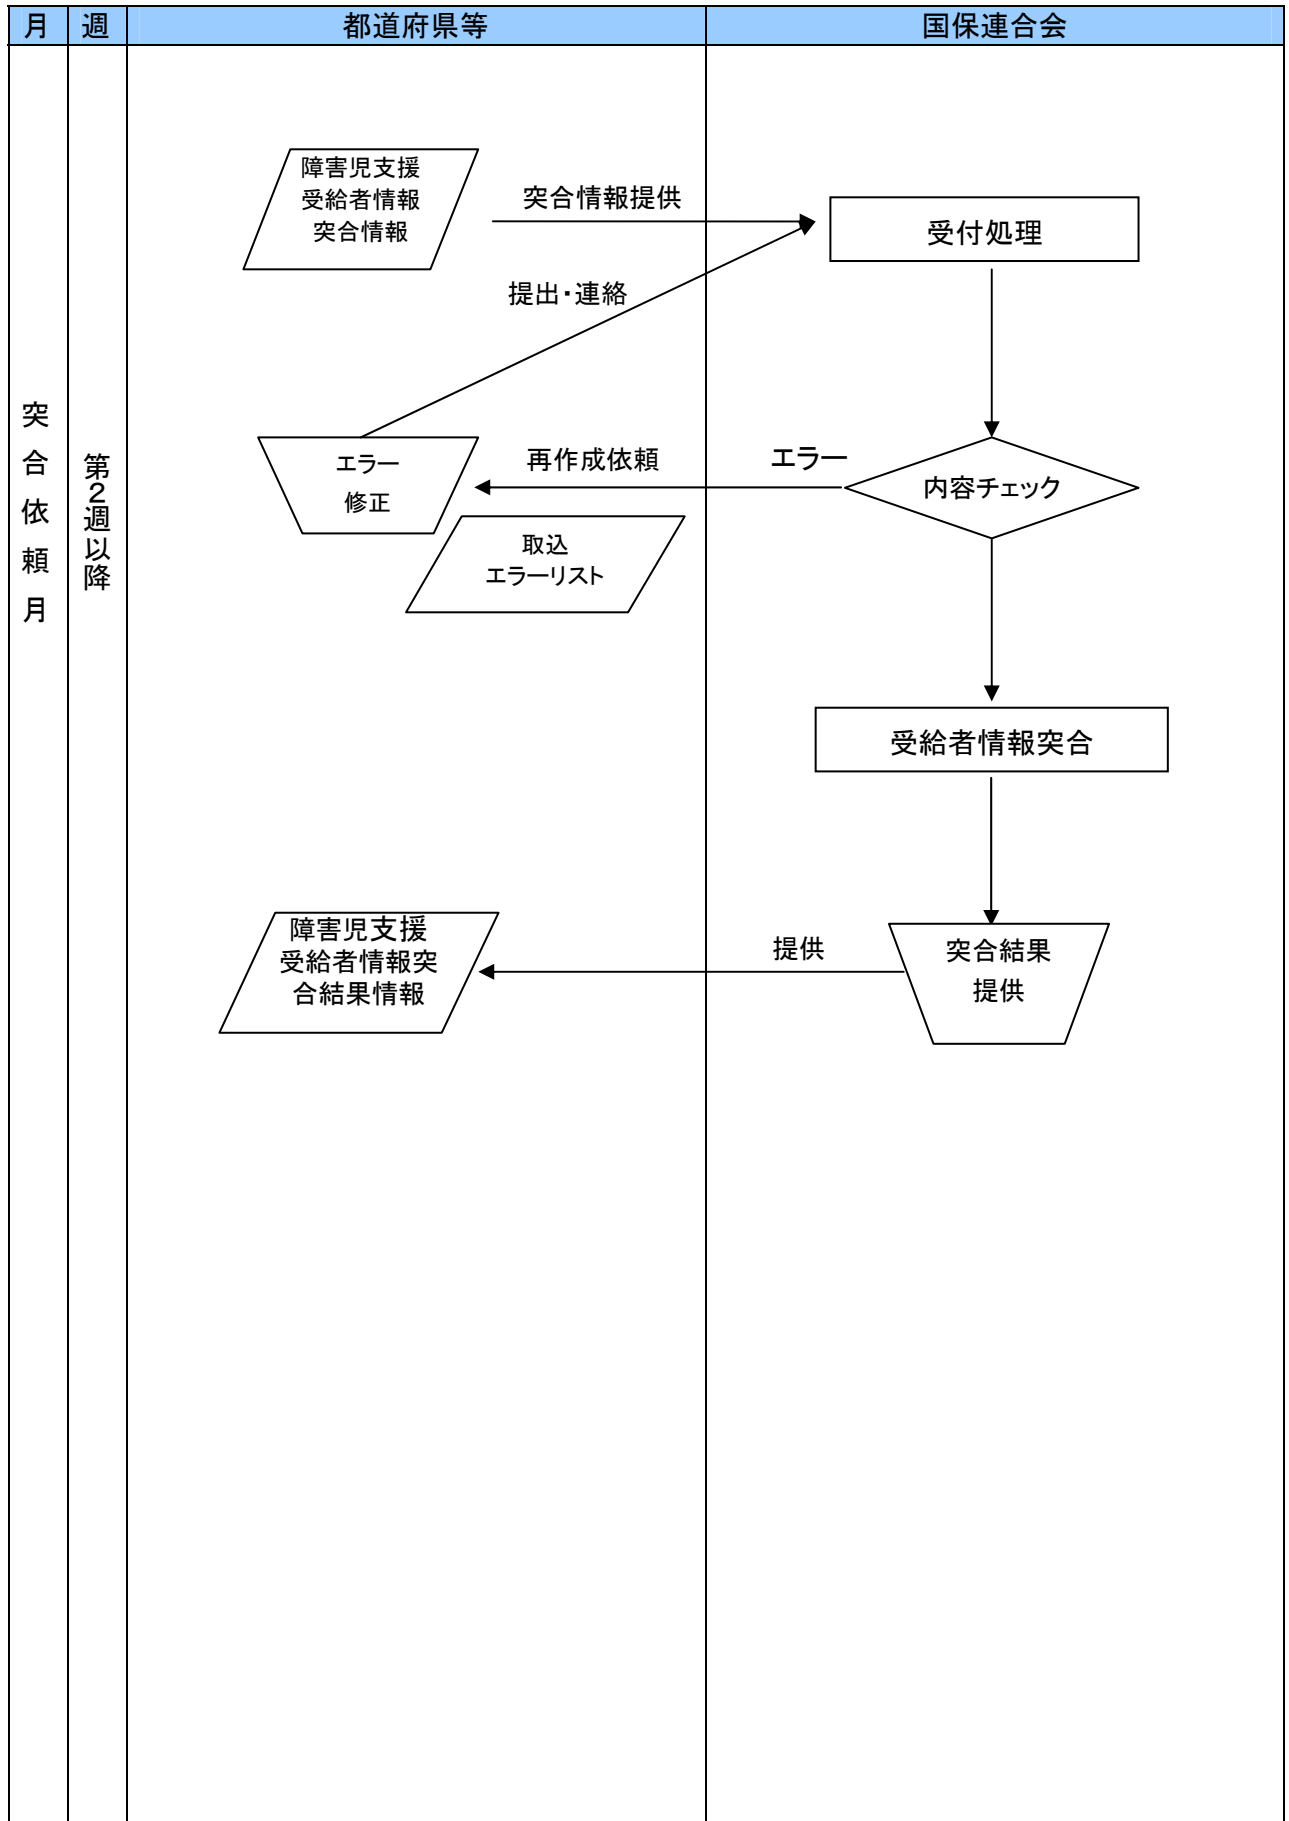 月 週 都道府県等 国保連合会
障害児支援
受給者情報
突合情報
突合情報提供
受付処理
提出・連絡
突合依頼月
第2週以降
エラー
修正
再作成依頼
エラー
内容チェック
取込
エラーリスト
受給者情報突合
障害児支援
受給者情報突
合結果情報
提供
突合結果
提供